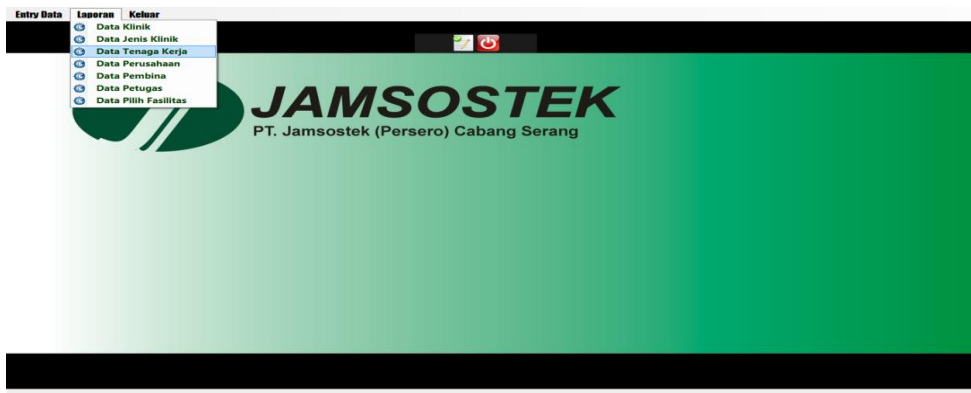 Entry Data Laporan Keluar
Data Klinik
Data Jenis Klinik
Data Tenaga Kerja
Data Perusahaan
Data Pembina
Data Petugas
Data Pilih Fasilitas
JAMSOSTEK
PT. Jamsostek (Persero) Cabang Serang